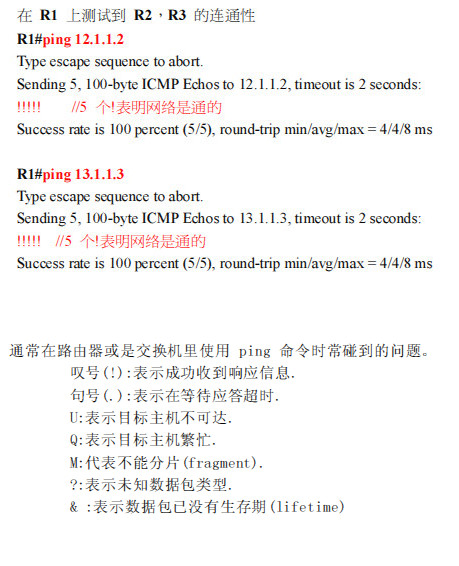 在 R1 上测试到 R2，R3 的连通性
R1#ping 12.1.1.2
Type escape sequence to abort.
Sending 5, 100-byte ICMP Echos to 12.1.1.2, timeout is 2 seconds:
!!!!! //5 个!表明网络是通的
Success rate is 100 percent (5/5), round-trip min/avg/max = 4/4/8 ms
R1#ping 13.1.1.3
Type escape sequence to abort.
Sending 5, 100-byte ICMP Echos to 13.1.1.3, timeout is 2 seconds:
!!!!! //5 个!表明网络是通的
Success rate is 100 percent (5/5), round-trip min/avg/max = 4/4/8 ms
通常在路由器或是交换机里使用 ping 命令时常碰到的问题。
叹号(!):表示成功收到响应信息.
句号(.):表示在等待应答超时.
U:表示目标主机不可达.
Q:表示目标主机繁忙.
M:代表不能分片(fragment).
?:表示未知数据包类型.
& :表示数据包已没有生存期(lifetime)